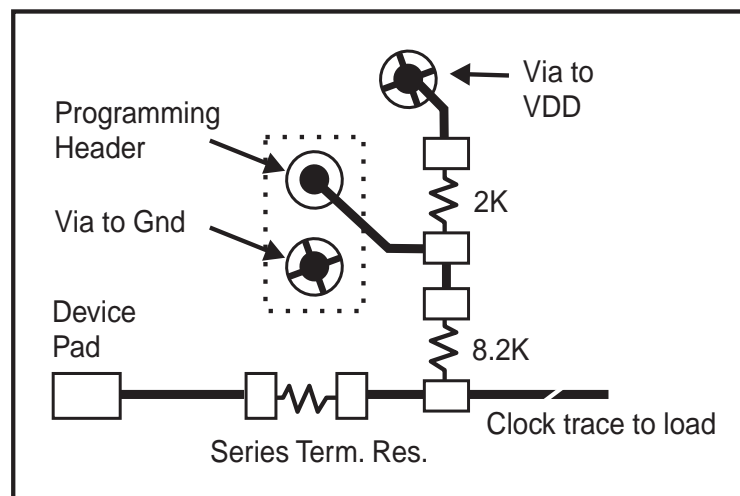 Via to
VDD
Programming
Header
2K
Via to Gnd
Device
Pad
8.2K
Clock trace to load
Series Term. Res.